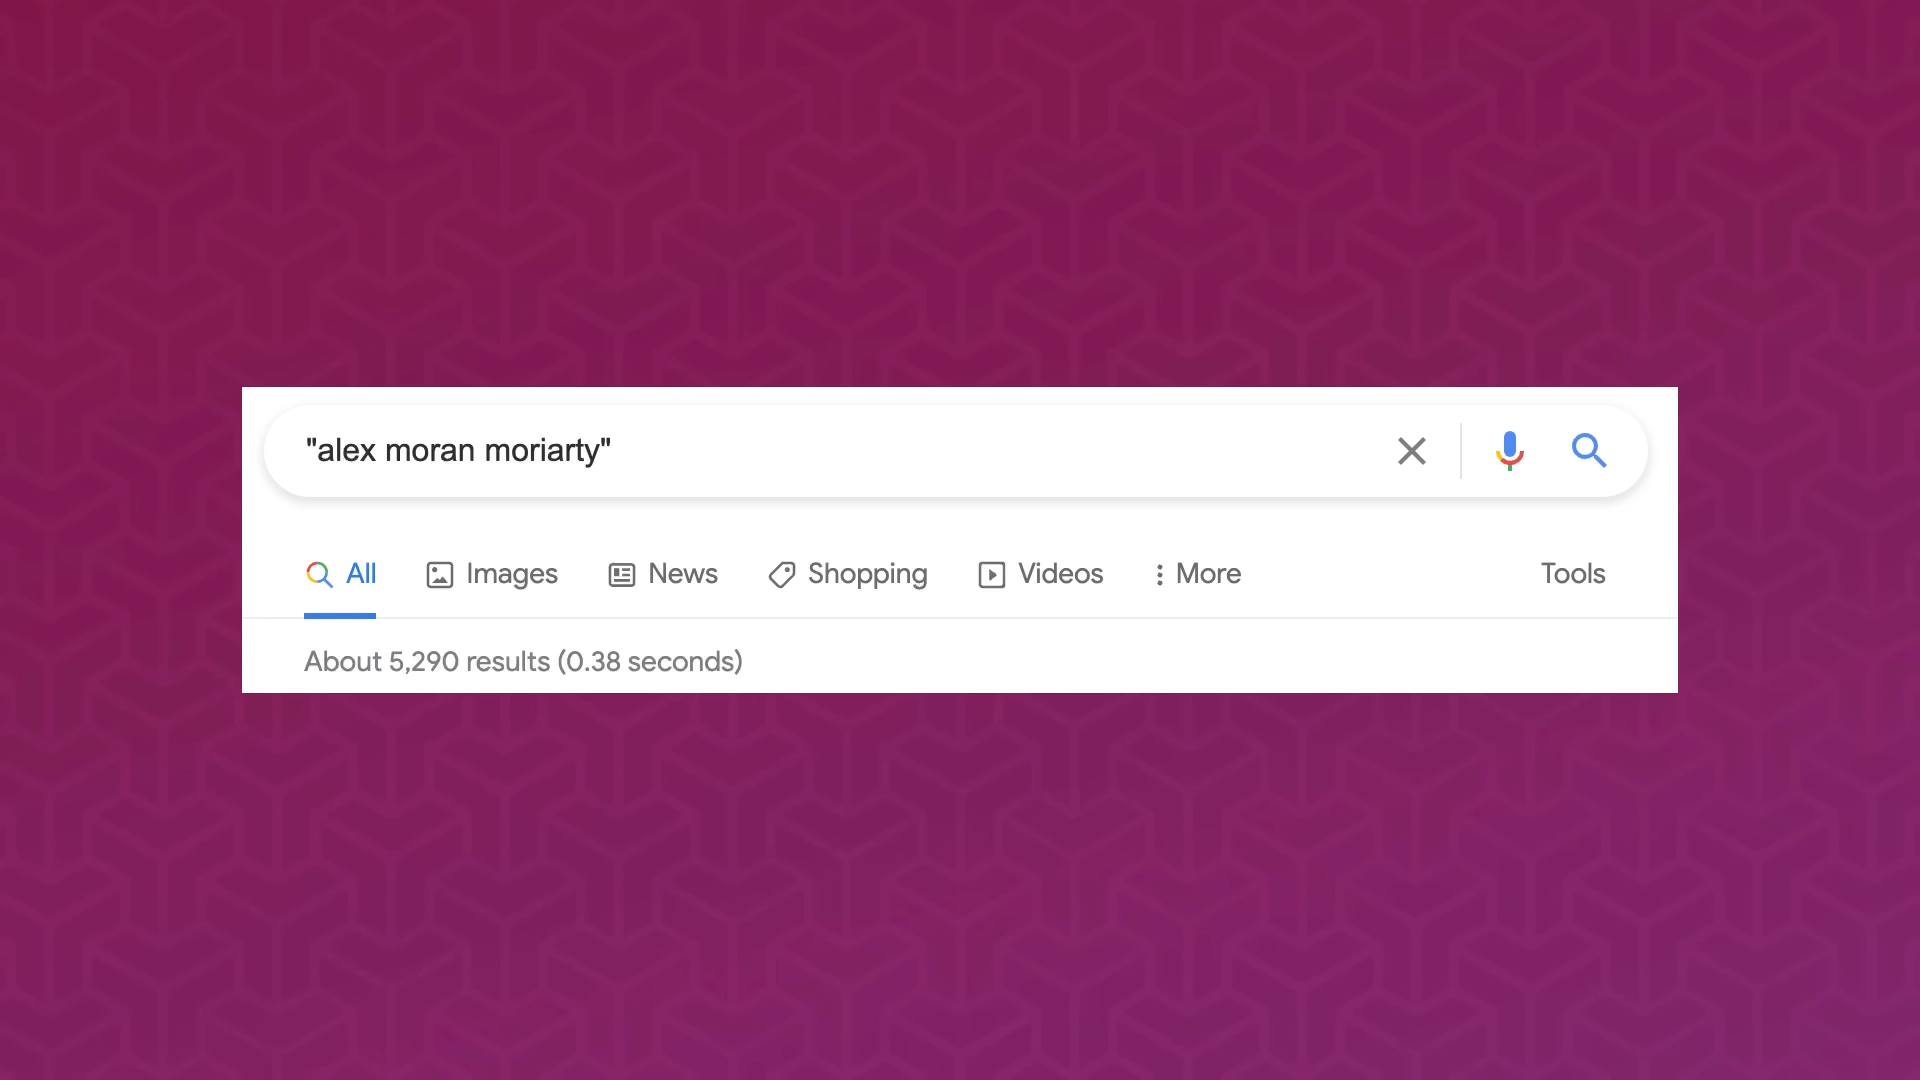 "alex moran moriarty"
All Images News Shopping Videos More Tools
About 5,290 results (0.38 seconds)